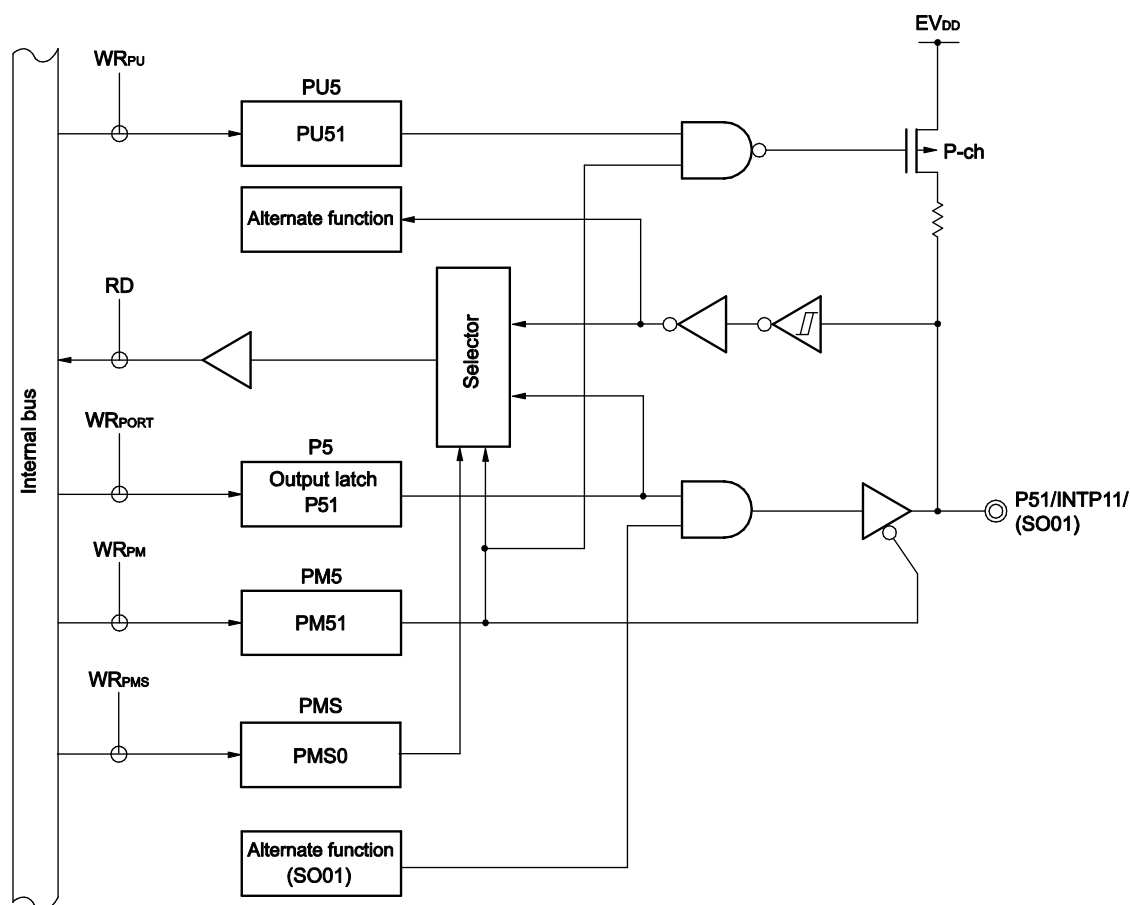 EVDD
WRPU
PU5
PU51
P-ch
Alternate function
RD
Selector
Internal bus
WRPORT
P5
Output latch
P51
P51/INTP11/
(SO01)
WRPM
PM5
PM51
WRPMS
PMS
PMS0
Alternate function
(SO01)